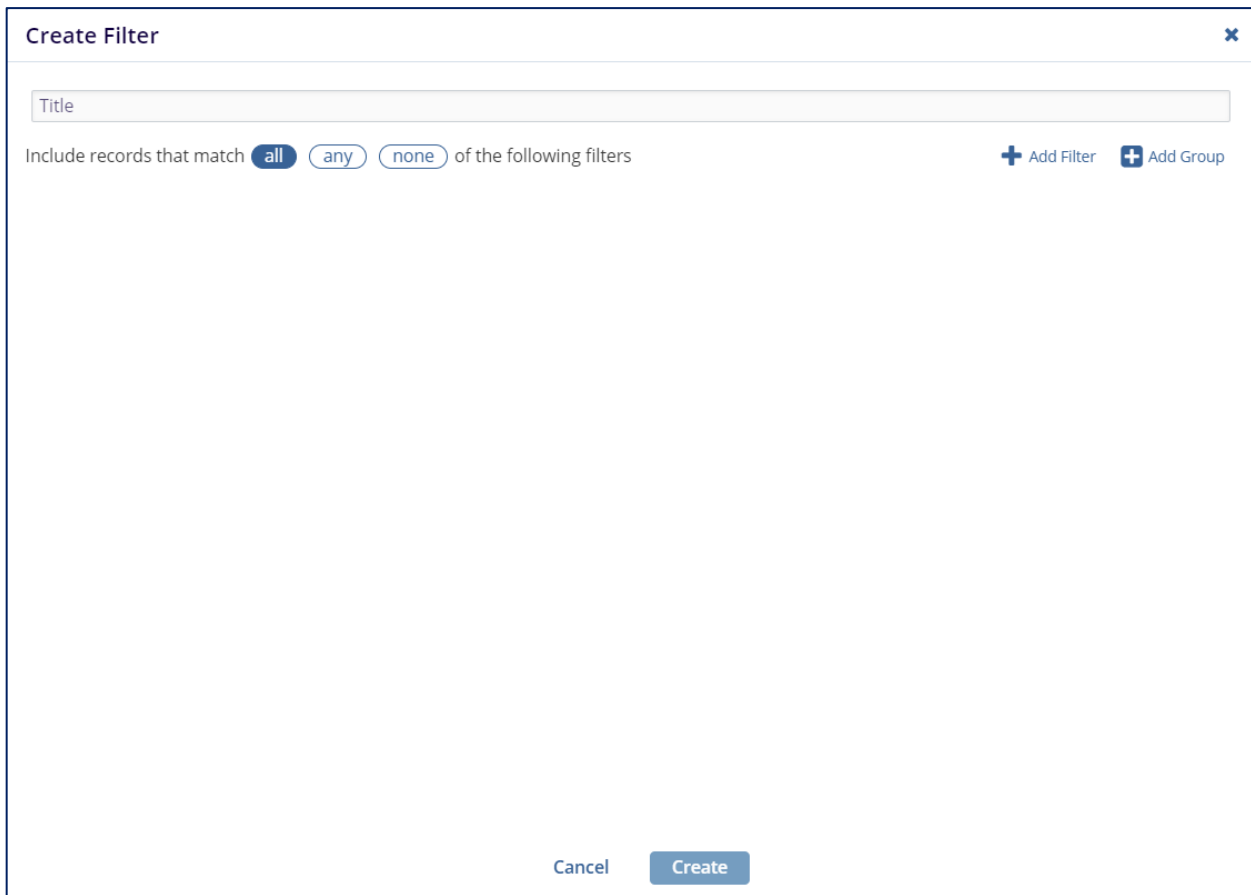 Create Filter
Title
Include records that match all any none of the following filters Add Filter Add Group
Cancel Create